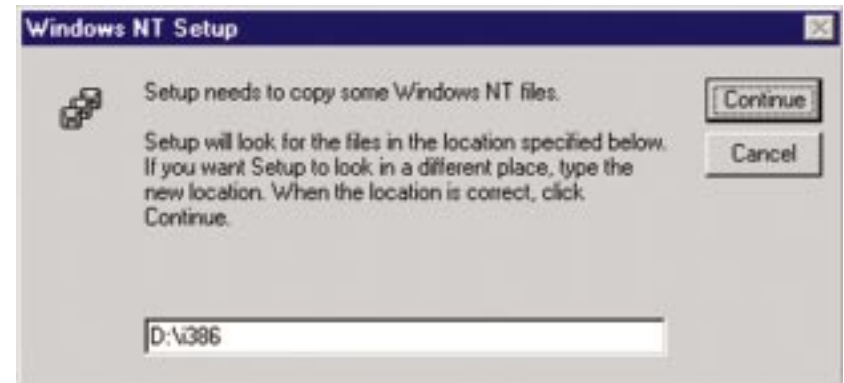 Windows NT Setup
Setup needs to copy some Windows NT files.
Continue
Setup will look for the files in the location specified below.
If you want Setup to look in a different place, type the
new location. When the location is correct, click
Continue.
Cancel
D:\i386